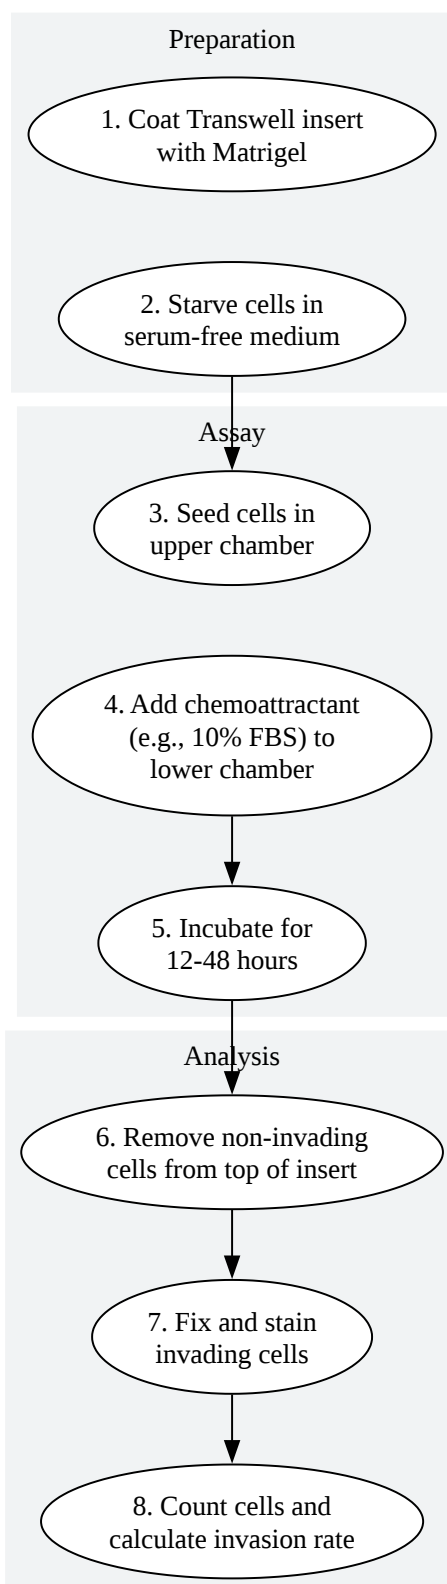 Preparation
1. Coat Transwell insert
with Matrigel
2. Starve cells in
serum-free medium
Assay
3. Seed cells in
upper chamber
4. Add chemoattractant
(e.g., 10% FBS) to
lower chamber
5. Incubate for
12-48 hours
Analysis
6. Remove non-invading
cells from top of insert
7. Fix and stain
invading cells
8. Count cells and
calculate invasion rate